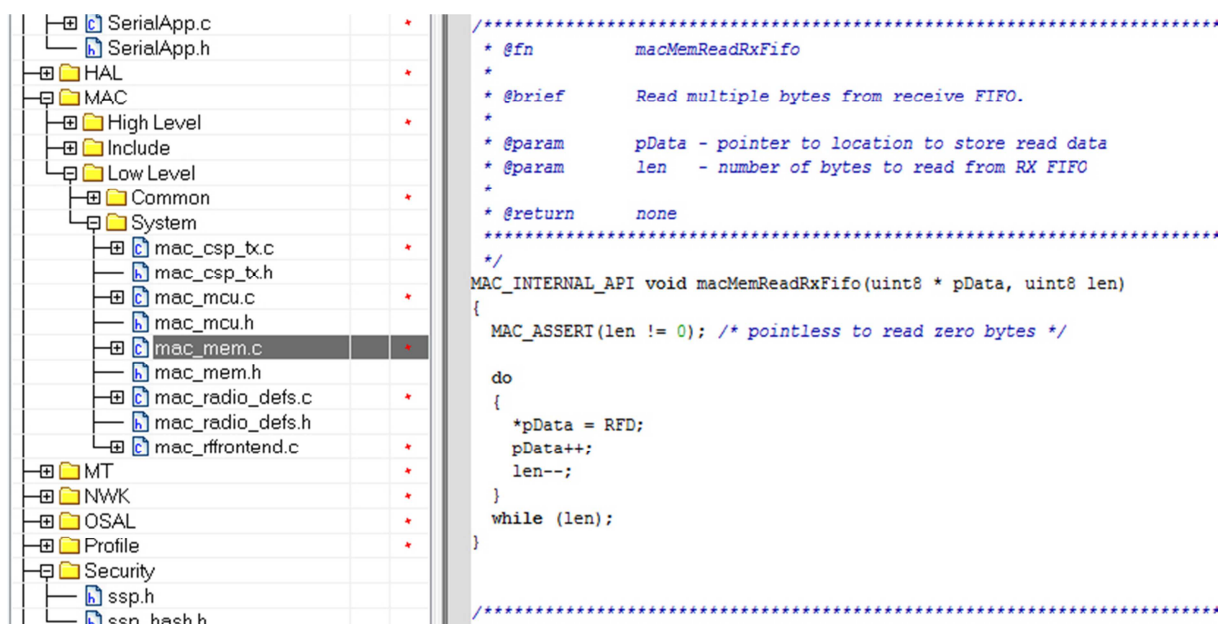 SerialApp.c
SerialApp.h
HAL
MAC
High Level
Include
Low Level
Common
System
mac_csp_tx.c
mac_csp_tx.h
mac_mcu.c
mac_mcu.h
mac_mem.c
mac_mem.h
mac_radio_defs.c
mac_radio_defs.h
mac_rffrontend.c
MT
NWK
OSAL
Profile
Security
ssp.h
ssp_hash.h
/**************************************************************************************
* @fn macMemReadRxFifo
*
* @brief Read multiple bytes from receive FIFO.
*
* @param pData - pointer to location to store read data
* @param len - number of bytes to read from RX FIFO
*
* @return none
**************************************************************************************
*/
MAC_INTERNAL_API void macMemReadRxFifo(uint8 * pData, uint8 len)
{
MAC_ASSERT(len != 0); /* pointless to read zero bytes */
do
{
*pData = RFD;
pData++;
len--;
}
while (len);
}
/**************************************************************************************